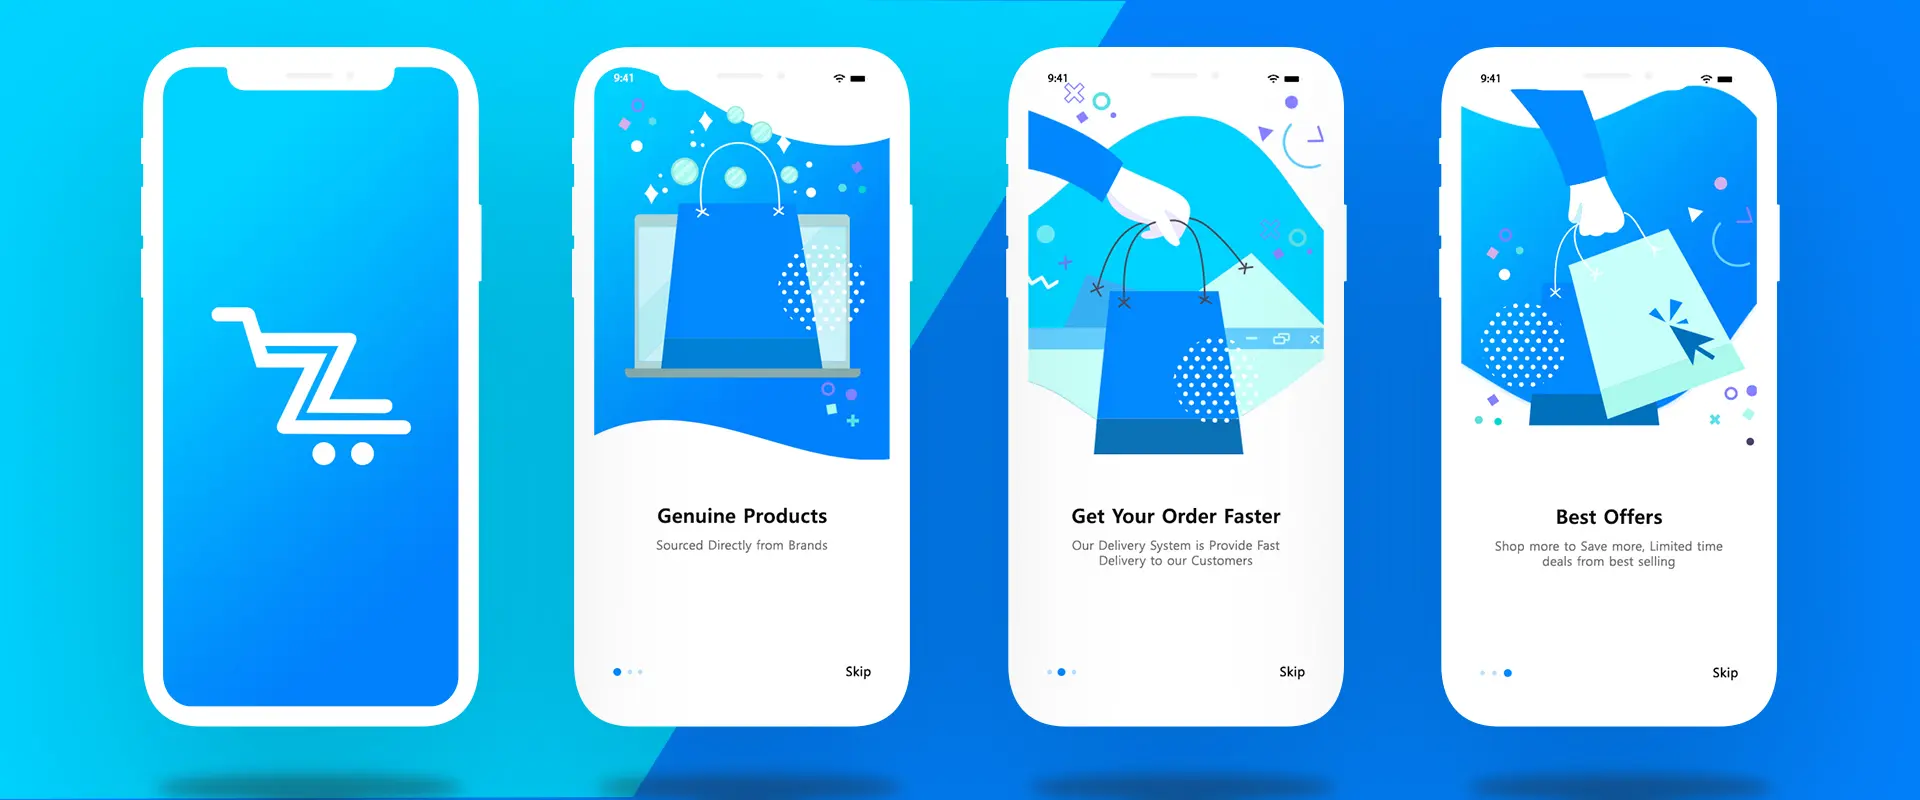 9:41
Genuine Products
Sourced Directly from Brands
Skip
9:41
Get Your Order Faster
Our Delivery System is Provide Fast
Delivery to our Customers
Skip
9:41
Best Offers
Shop more to Save more, Limited time
deals from best selling
Skip